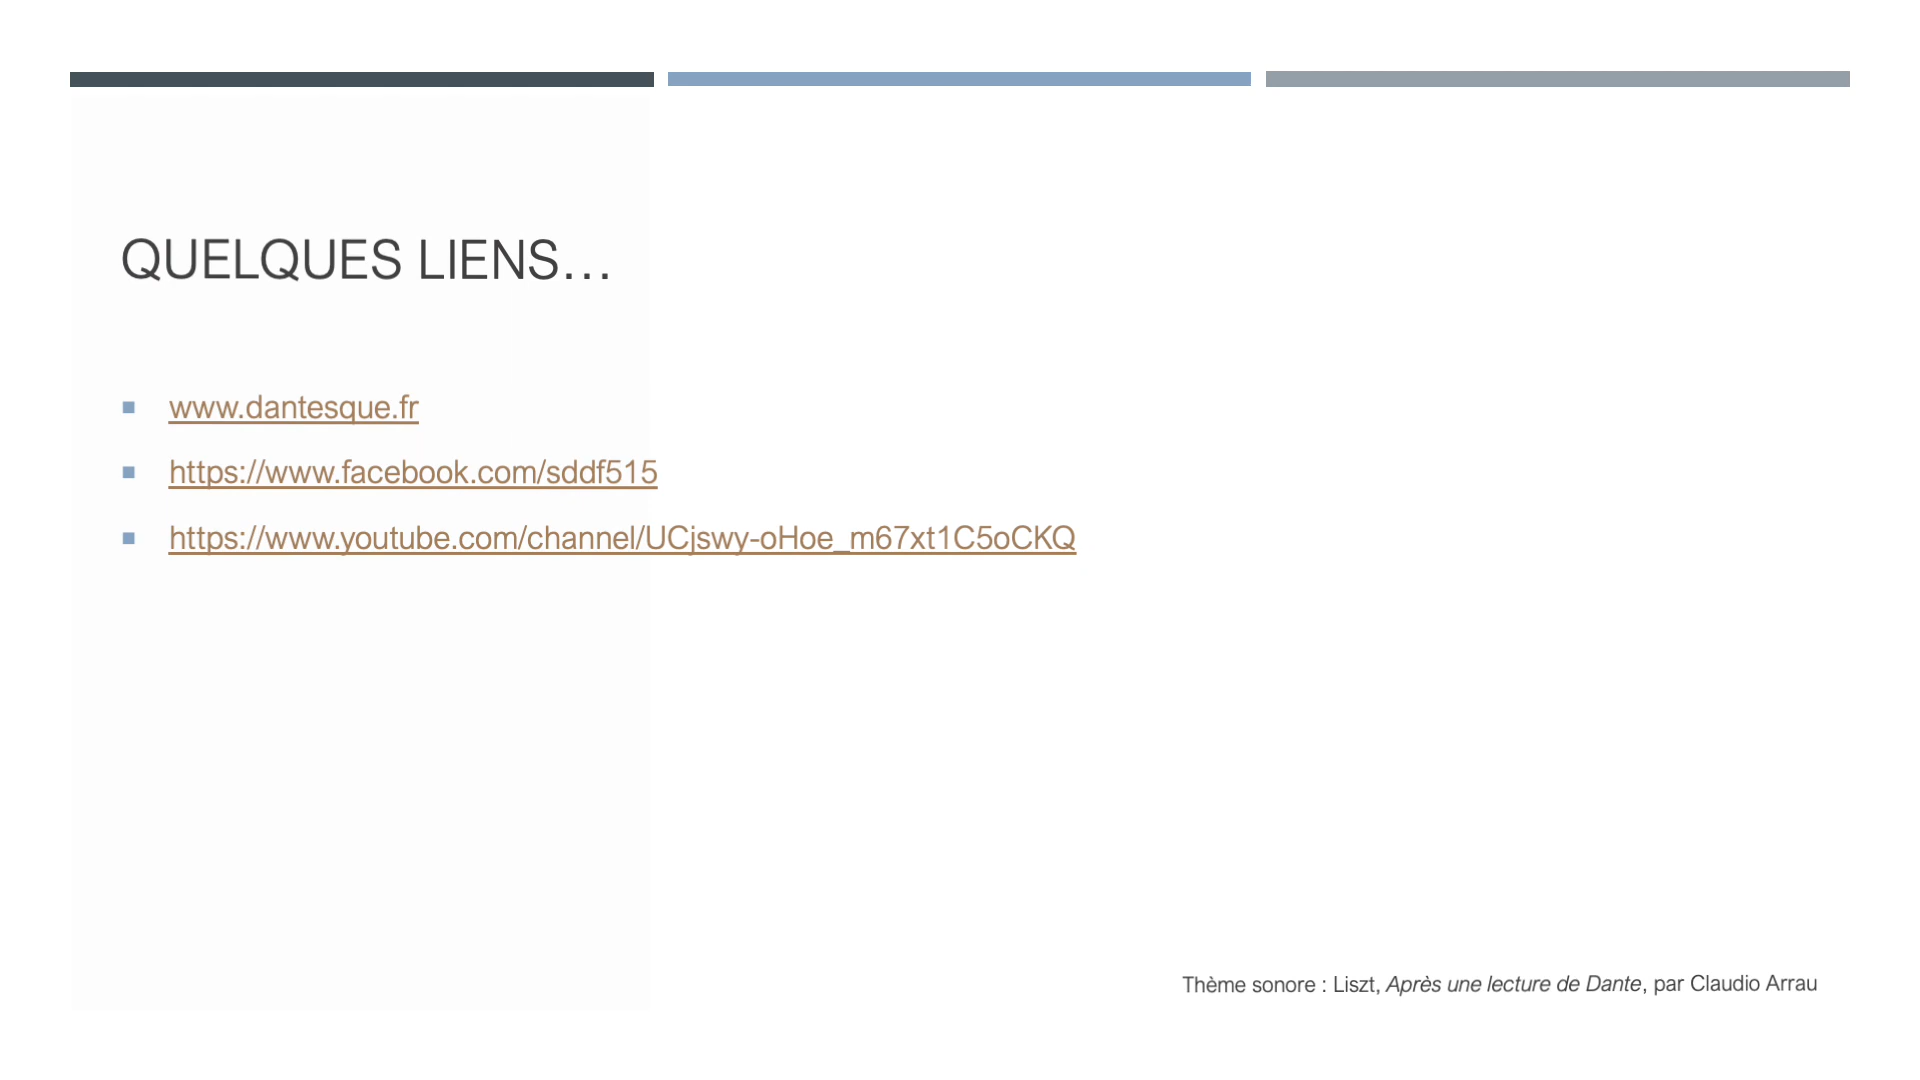 QUELQUES LIENS…
www.dantesque.fr
https://www.facebook.com/sddf515
https://www.youtube.com/channel/UCjswy-oHoe_m67xt1C5oCKQ
Thème sonore : Liszt, Après une lecture de Dante, par Claudio Arrau